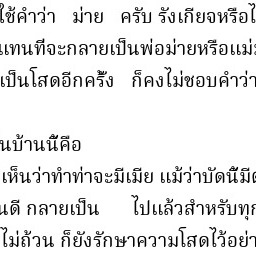 ใช้คำว่า ม่าย ครับ รังเกียจหรือ
แทนที่จะกลายเป็นพ่อม่ายหรือแม่
เป็นโสดอีกครั้ง ก็คงไม่ชอบคำว่า
นบ้านนี้คือ
เห็นว่าทำท่าจะมีเมีย แม้ว่าบัดนี้มี
นดี กลายเป็น ไปแล้วสำหรับทุก
ไม่ถ้วน ก็ยังรักษาความโสดไว้อย่า